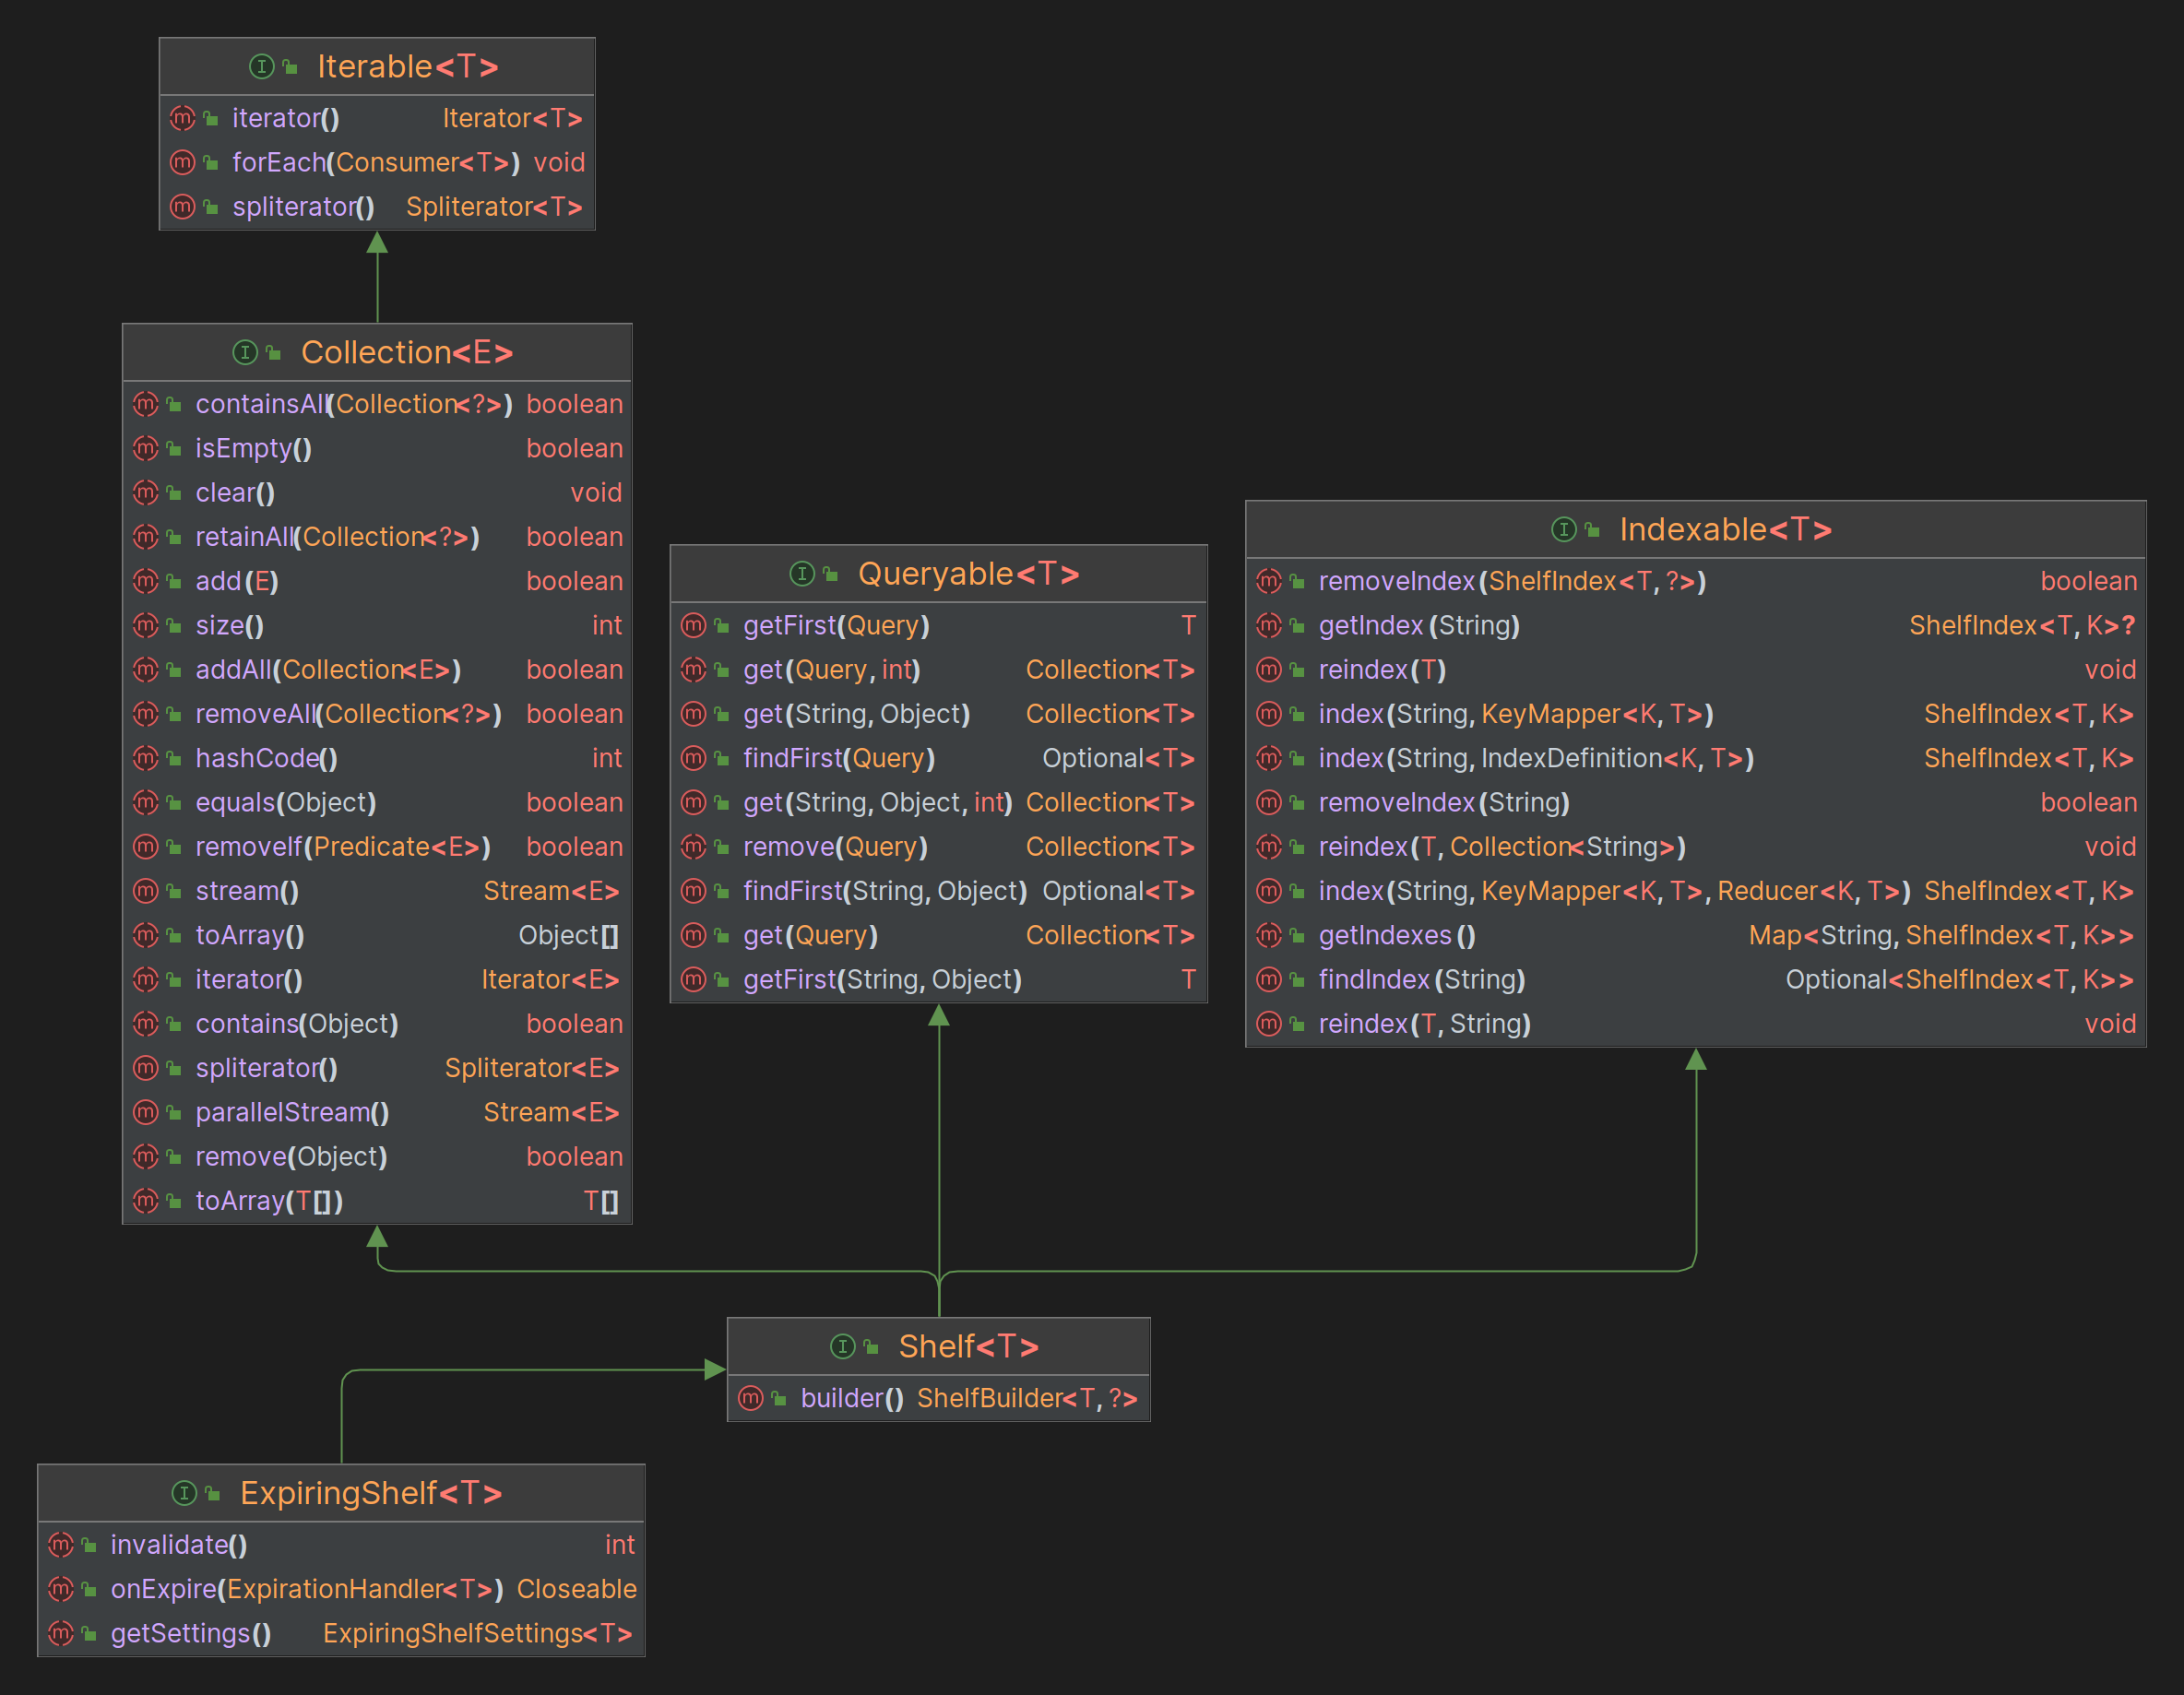 Iterable<T>
iterator() Iterator<T>
forEach(Consumer<T>) void
spliterator() Spliterator<T>
Collection<E>
containsAll(Collection<?>) boolean
isEmpty() boolean
clear() void
retainAll(Collection<?>) boolean
add(E) boolean
size() int
addAll(Collection<E>) boolean
removeAll(Collection<?>) boolean
hashCode() int
equals(Object) boolean
removeIf(Predicate<E>) boolean
stream() Stream<E>
toArray() Object[]
iterator() Iterator<E>
contains(Object) boolean
spliterator() Spliterator<E>
parallelStream() Stream<E>
remove(Object) boolean
toArray(T[]) T[]
Queryable<T>
getFirst(Query) T
get(Query, int) Collection<T>
get(String, Object) Collection<T>
findFirst(Query) Optional<T>
get(String, Object, int) Collection<T>
remove(Query) Collection<T>
findFirst(String, Object) Optional<T>
get(Query) Collection<T>
getFirst(String, Object) T
Indexable<T>
removeIndex(ShelfIndex<T, ?>) boolean
getIndex(String) ShelfIndex<T, K>?
reindex(T) void
index(String, KeyMapper<K, T>) ShelfIndex<T, K>
index(String, IndexDefinition<K, T>) ShelfIndex<T, K>
removeIndex(String) boolean
reindex(T, Collection<String>) void
index(String, KeyMapper<K, T>, Reducer<K, T>) ShelfIndex<T, K>
getIndexes() Map<String, ShelfIndex<T, K>>
findIndex(String) Optional<ShelfIndex<T, K>>
reindex(T, String) void
Shelf<T>
builder() ShelfBuilder<T, ?>
ExpiringShelf<T>
invalidate() int
onExpire(ExpirationHandler<T>) Closeable
getSettings() ExpiringShelfSettings<T>